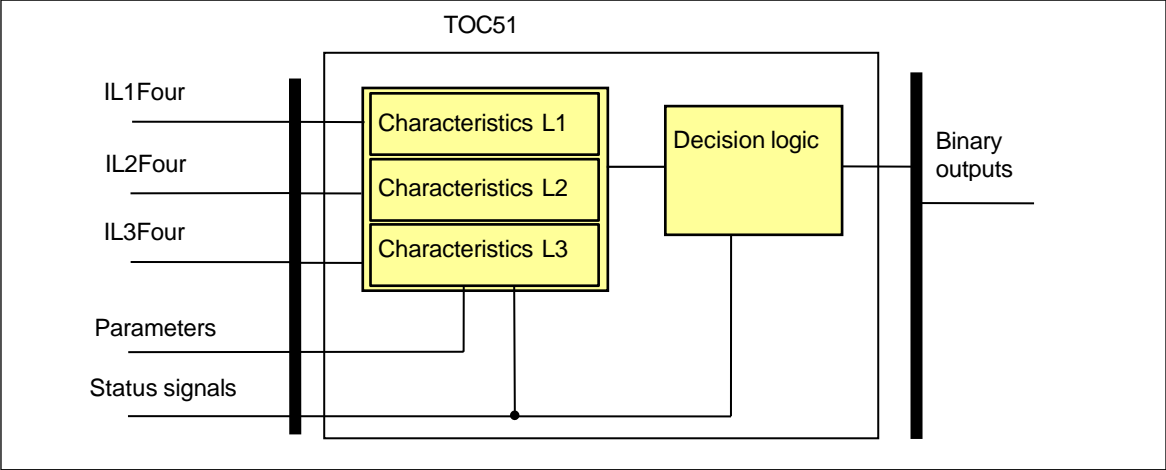 TOC51
IL1Four
IL2Four
IL3Four
Parameters
Status signals
Characteristics L1
Characteristics L2
Characteristics L3
Decision logic
Binary
outputs